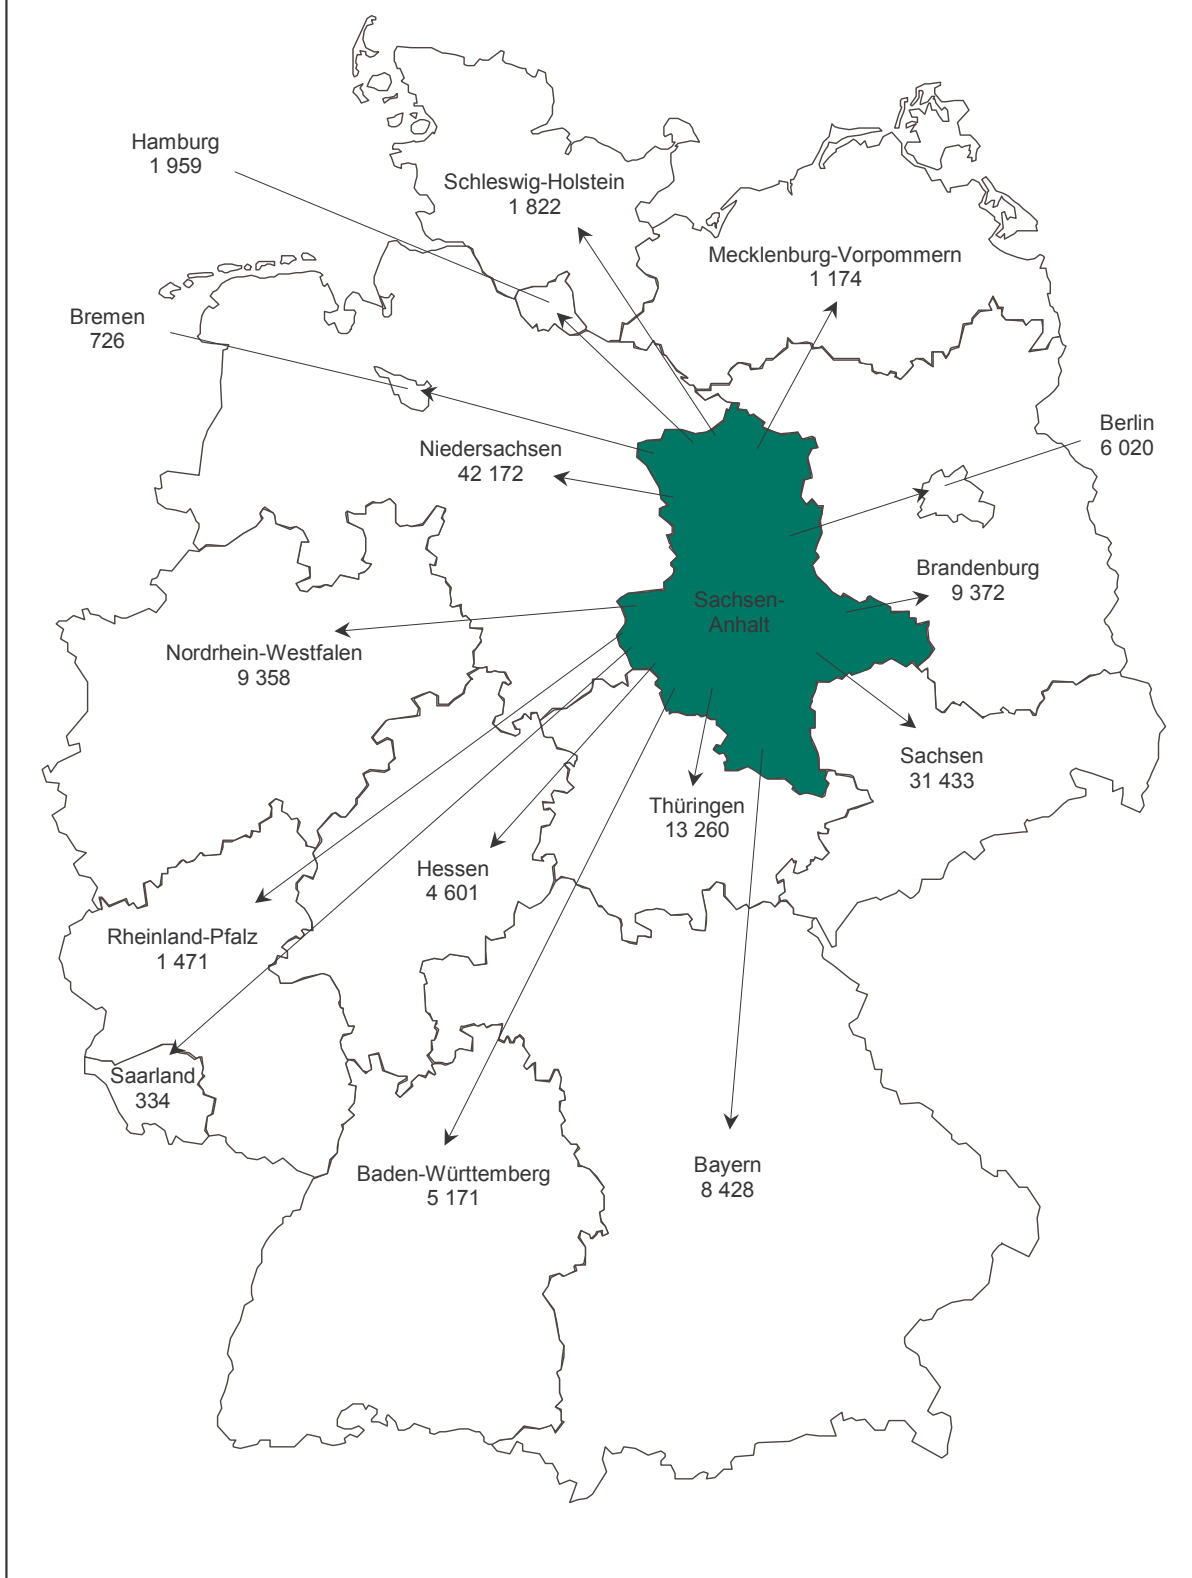 Hamburg
1 959
Schleswig-Holstein
1 822
Mecklenburg-Vorpommern
1 174
Bremen
726
Berlin
6 020
Niedersachsen
42 172
Brandenburg
9 372
Sachsen-
Anhalt
Nordrhein-Westfalen
9 358
Sachsen
31 433
Thüringen
13 260
Hessen
4 601
Rheinland-Pfalz
1 471
Saarland
334
Baden-Württemberg
5 171
Bayern
8 428